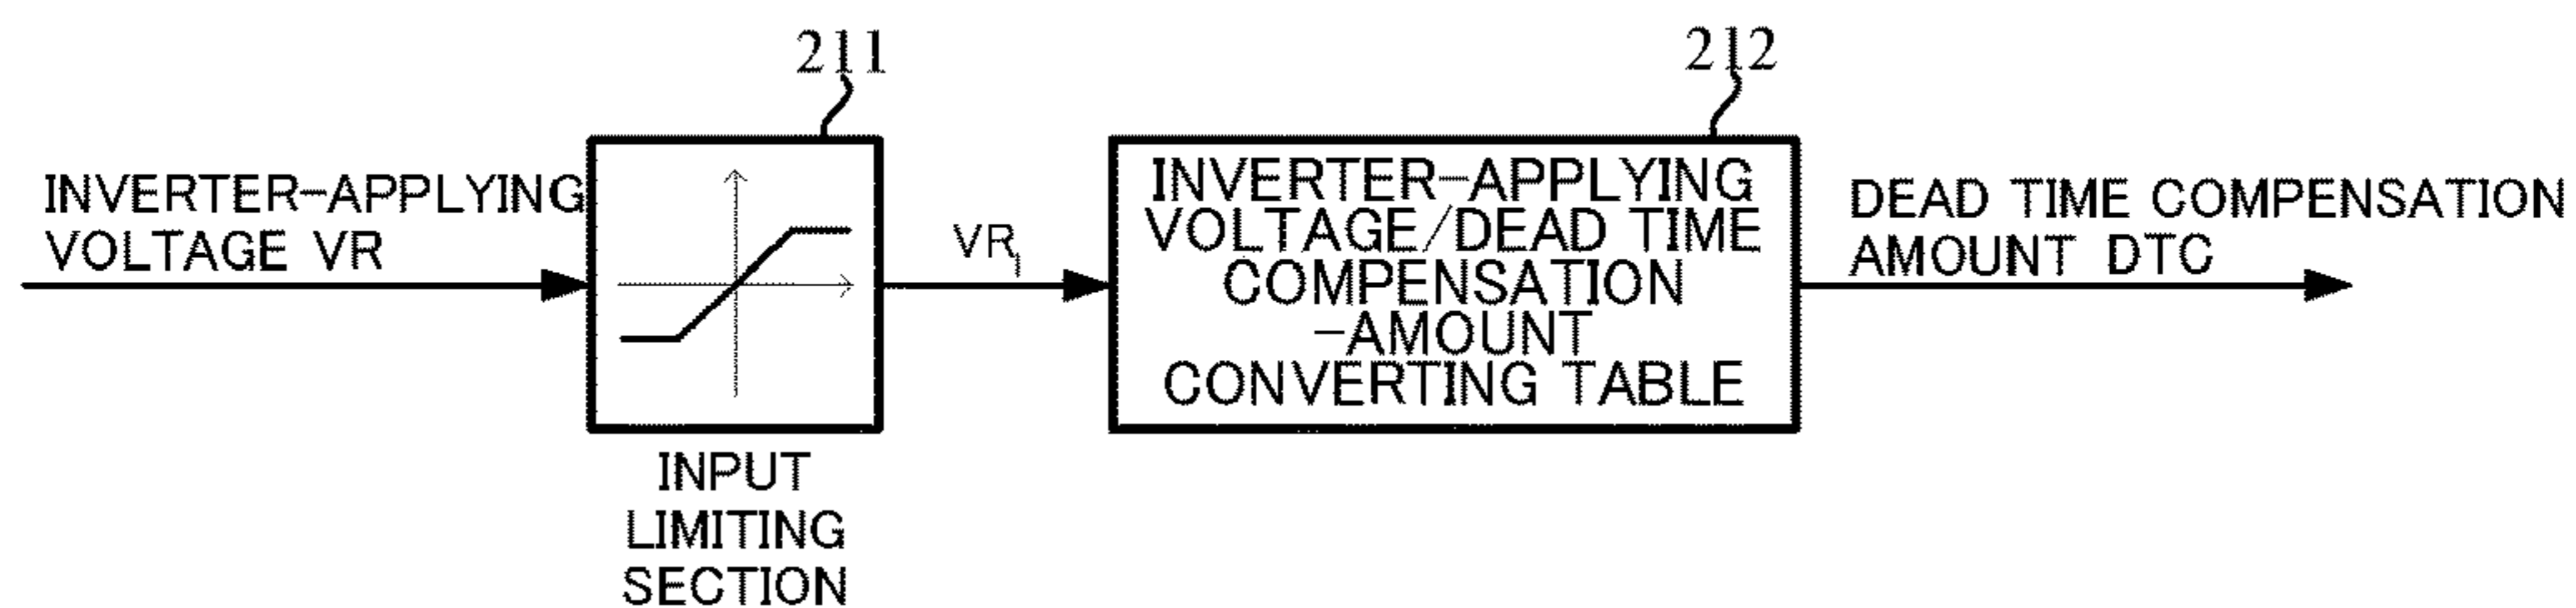 211
212
INVERTER-APPLYING
VOLTAGE VR
VR₁
INVERTER-APPLYING
VOLTAGE/DEAD TIME
COMPENSATION
-AMOUNT
CONVERTING TABLE
DEAD TIME COMPENSATION
AMOUNT DTC
INPUT
LIMITING
SECTION